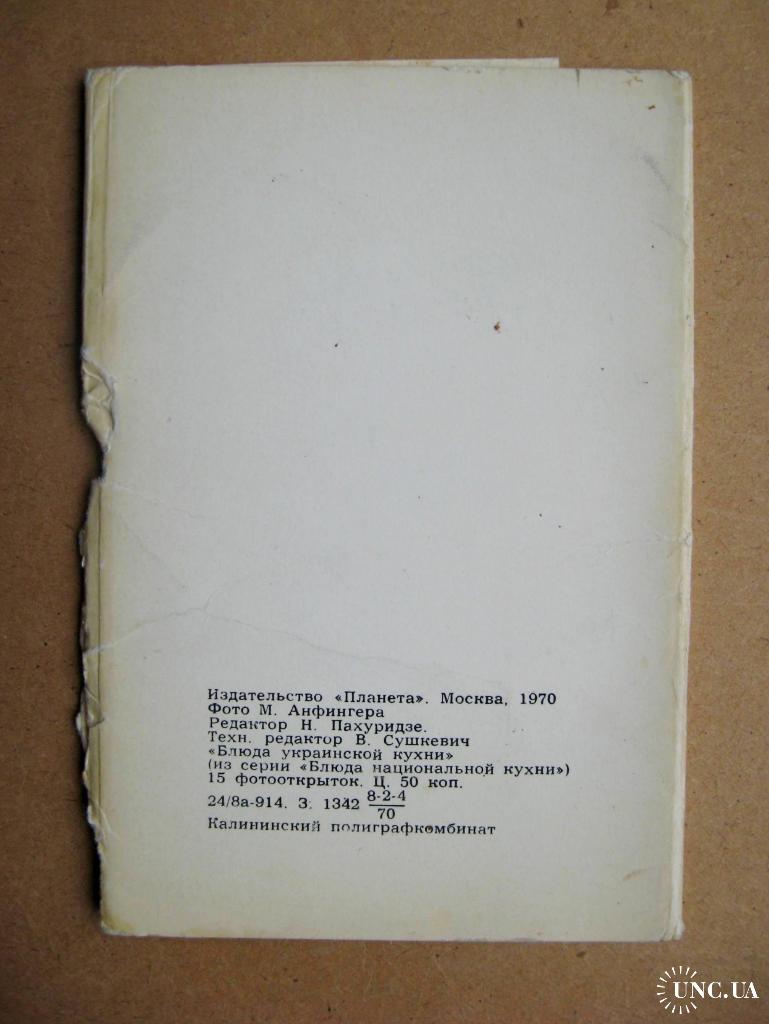 Издательство «Планета». Москва, 1970
Фото М. Анфингера
Редактор Н. Пахуридзе.
Техн. редактор В. Сушкевич
«Блюда украинской кухни»
(из серии «Блюда национальной кухни»)
15 фотооткрыток. Ц. 50 коп.
24/8а-914. З. 1342 8-2-4/70
Калининский полиграфкомбинат
UNC.UA